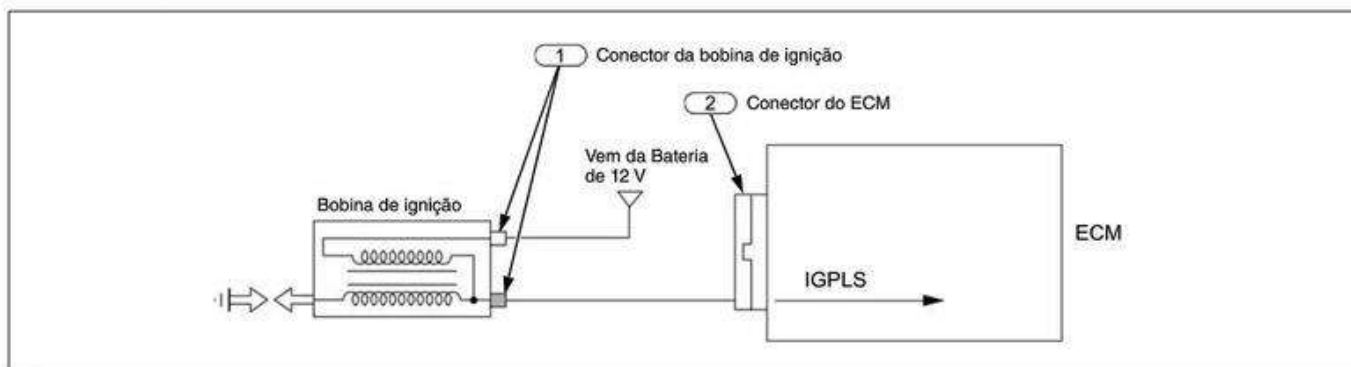 1 Conector da bobina de ignição
2 Conector do ECM
Vem da Bateria
de 12 V
Bobina de ignição
ECM
IGPLS